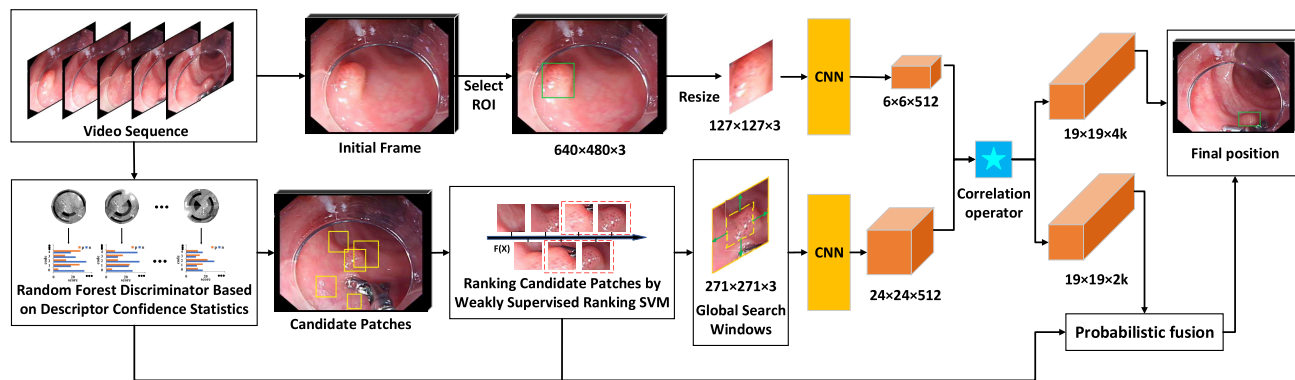 Video Sequence
Initial Frame
Select
ROI
640×480×3
Resize
127×127×3
CNN
6×6×512
Correlation
operator
19×19×4k
Final position
Random Forest Discriminator Based
on Descriptor Confidence Statistics
Candidate Patches
F(X)
Ranking Candidate Patches by
Weakly Supervised Ranking SVM
271×271×3
Global Search
Windows
CNN
24×24×512
19×19×2k
Probabilistic fusion